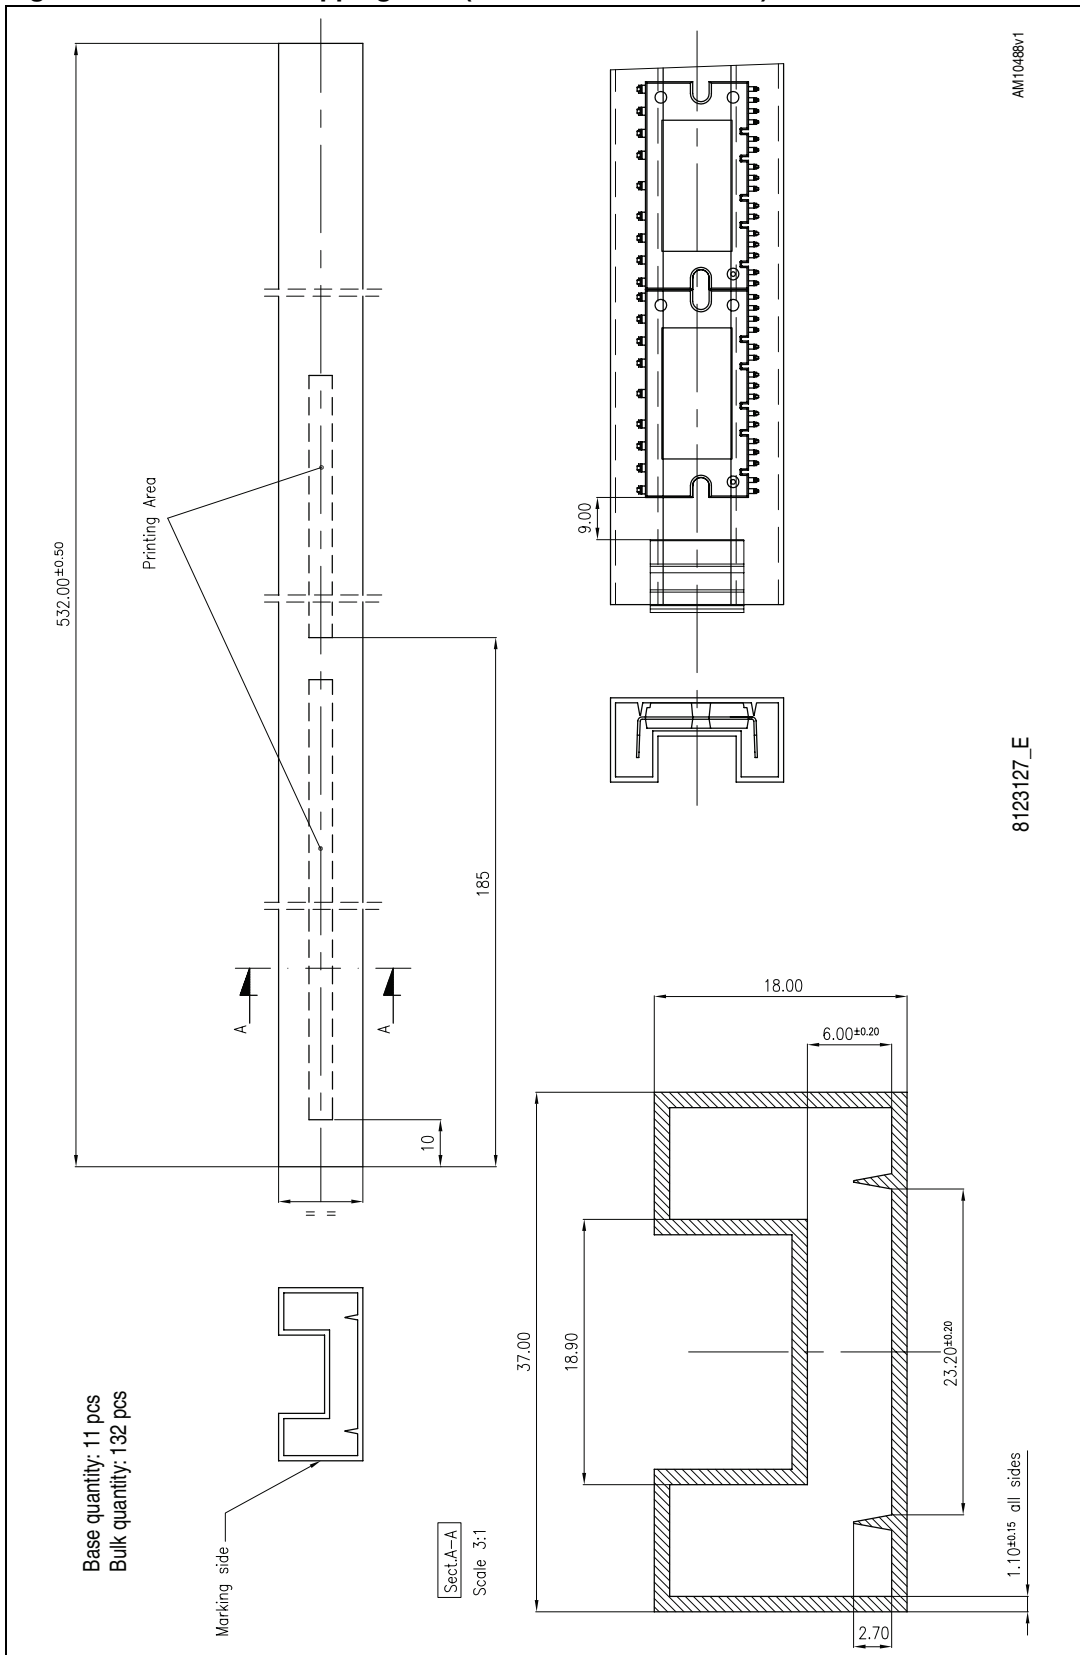 AM10488v1
532.00±0.50
Printing Area
9.00
185
8123127_E
A
A
10
= =
18.00
6.00±0.20
37.00
18.90
23.20±0.20
1.10±0.15 all sides
2.70
Base quantity: 11 pcs
Bulk quantity: 132 pcs
Marking side
Sect.A-A
Scale 3:1